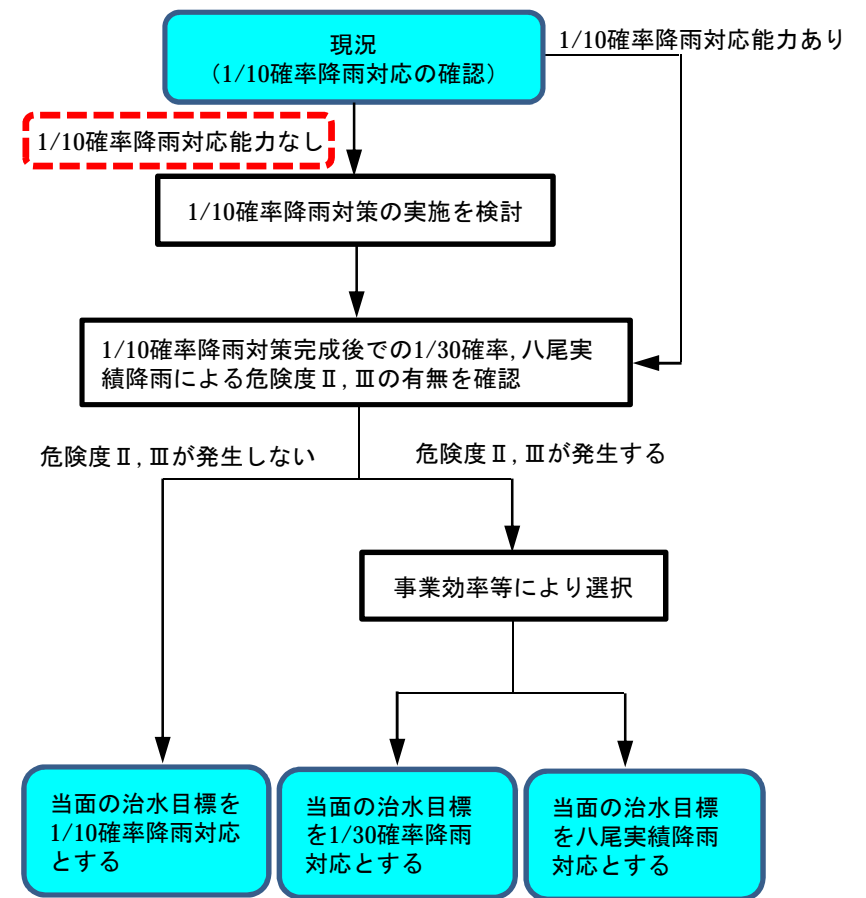 現況
（1/10確率降雨対応の確認）
1/10確率降雨対応能力あり
1/10確率降雨対応能力なし
1/10確率降雨対策の実施を検討
1/10確率降雨対策完成後での1/30確率,八尾実
績降雨による危険度Ⅱ,Ⅲの有無を確認
危険度Ⅱ,Ⅲが発生しない
危険度Ⅱ,Ⅲが発生する
事業効率等により選択
当面の治水目標を
1/10確率降雨対応
とする
当面の治水目標
を1/30確率降雨
対応とする
当面の治水目標
を八尾実績降雨
対応とする